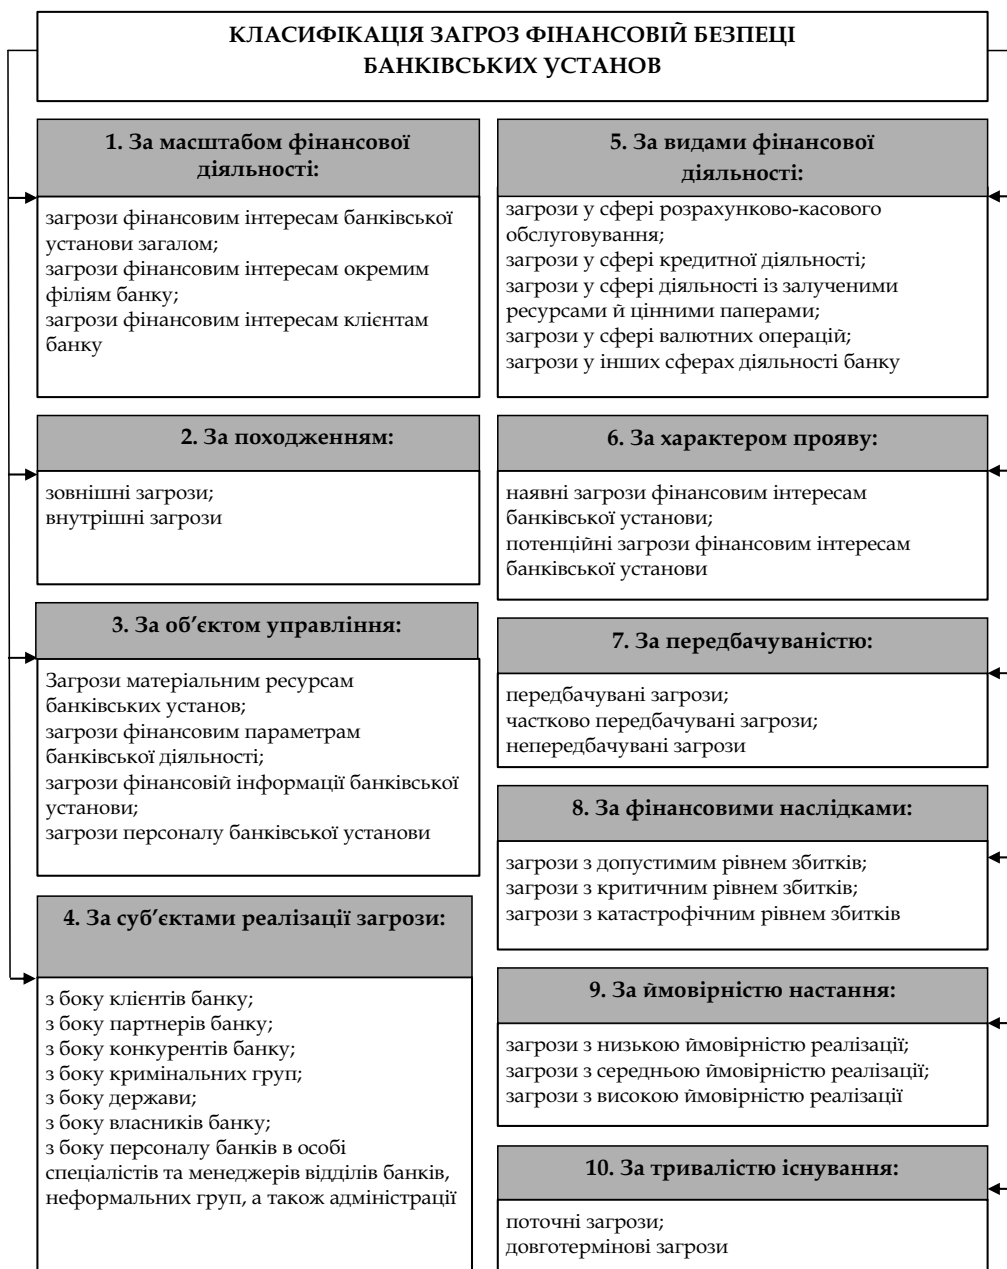 КЛАСИФІКАЦІЯ ЗАГРОЗ ФІНАНСОВІЙ БЕЗПЕЦІ
БАНКІВСЬКИХ УСТАНОВ
1. За масштабом фінансової
діяльності:
загрози фінансовим інтересам банківської
установи загалом;
загрози фінансовим інтересам окремим
філіям банку;
загрози фінансовим інтересам клієнтам
банку
2. За походженням:
зовнішні загрози;
внутрішні загрози
3. За об’єктом управління:
Загрози матеріальним ресурсам
банківських установ;
загрози фінансовим параметрам
банківської діяльності;
загрози фінансовій інформації банківської
установи;
загрози персоналу банківської установи
4. За суб’єктами реалізації загрози:
з боку клієнтів банку;
з боку партнерів банку;
з боку конкурентів банку;
з боку кримінальних груп;
з боку держави;
з боку власників банку;
з боку персоналу банків в особі
спеціалістів та менеджерів відділів банків,
неформальних груп, а також адміністрації
5. За видами фінансової
діяльності:
загрози у сфері розрахунково-касового
обслуговування;
загрози у сфері кредитної діяльності;
загрози у сфері діяльності із залученими
ресурсами й цінними паперами;
загрози у сфері валютних операцій;
загрози у інших сферах діяльності банку
6. За характером прояву:
наявні загрози фінансовим інтересам
банківської установи;
потенційні загрози фінансовим інтересам
банківської установи
7. За передбачуваністю:
передбачувані загрози;
частково передбачувані загрози;
непередбачувані загрози
8. За фінансовими наслідками:
загрози з допустимим рівнем збитків;
загрози з критичним рівнем збитків;
загрози з катастрофічним рівнем збитків
9. За ймовірністю настання:
загрози з низькою ймовірністю реалізації;
загрози з середньою ймовірністю реалізації;
загрози з високою ймовірністю реалізації
10. За тривалістю існування:
поточні загрози;
довготермінові загрози